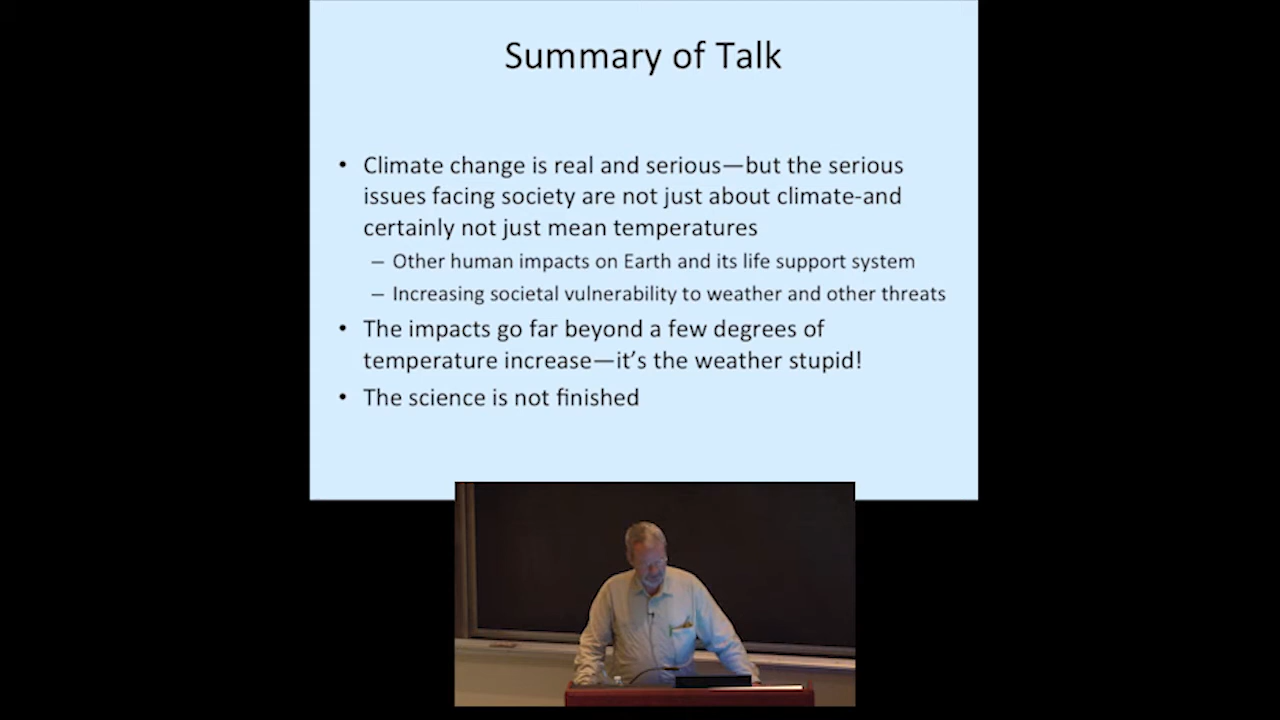 Summary of Talk
• Climate change is real and serious—but the serious
issues facing society are not just about climate-and
certainly not just mean temperatures
– Other human impacts on Earth and its life support system
– Increasing societal vulnerability to weather and other threats
• The impacts go far beyond a few degrees of
temperature increase—it’s the weather stupid!
• The science is not finished